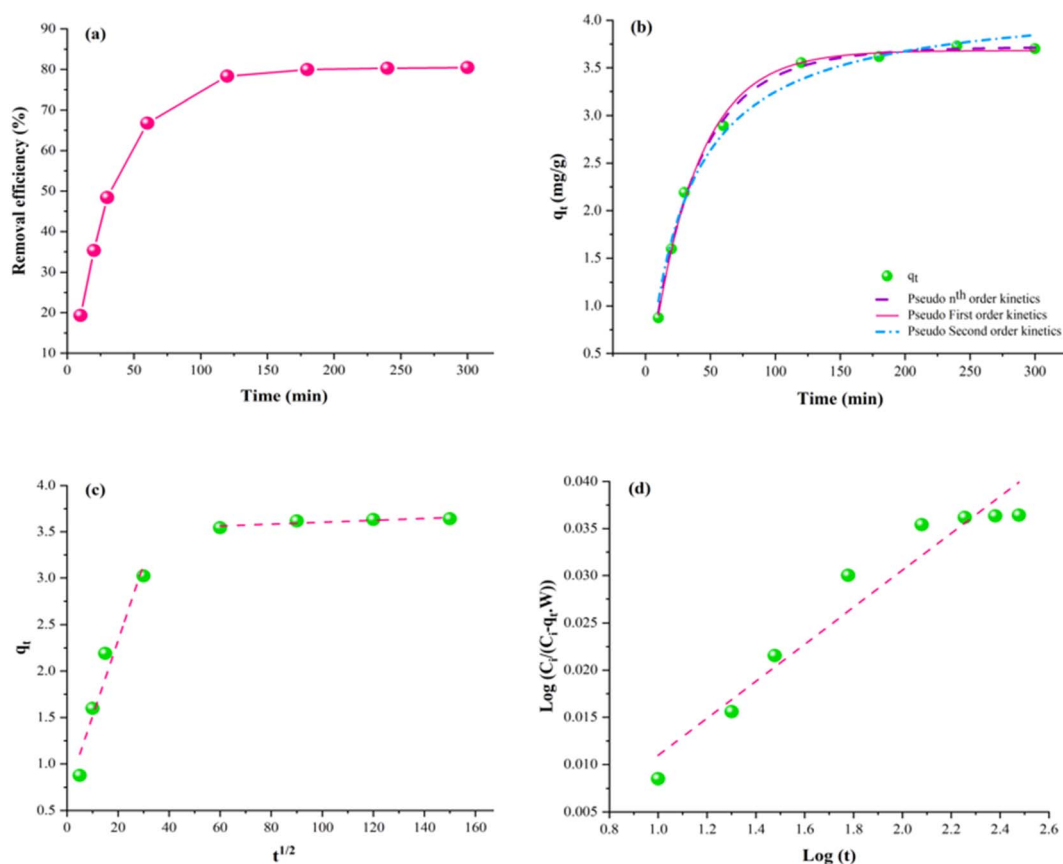 (a)
90
80
70
60
50
40
30
20
10
Removal efficiency (%)
0 50 100 150 200 250 300
Time (min)
(b)
4.0
3.5
3.0
2.5
2.0
1.5
1.0
0.5
qt (mg/g)
qt
Pseudo nth order kinetics
Pseudo First order kinetics
Pseudo Second order kinetics
0 50 100 150 200 250 300
Time (min)
(c)
4.0
3.5
3.0
2.5
2.0
1.5
1.0
0.5
qt
0 20 40 60 80 100 120 140 160
t1/2
(d)
0.040
0.035
0.030
0.025
0.020
0.015
0.010
0.005
Log (Ci/(Ci-qt.W))
0.8 1.0 1.2 1.4 1.6 1.8 2.0 2.2 2.4 2.6
Log (t)